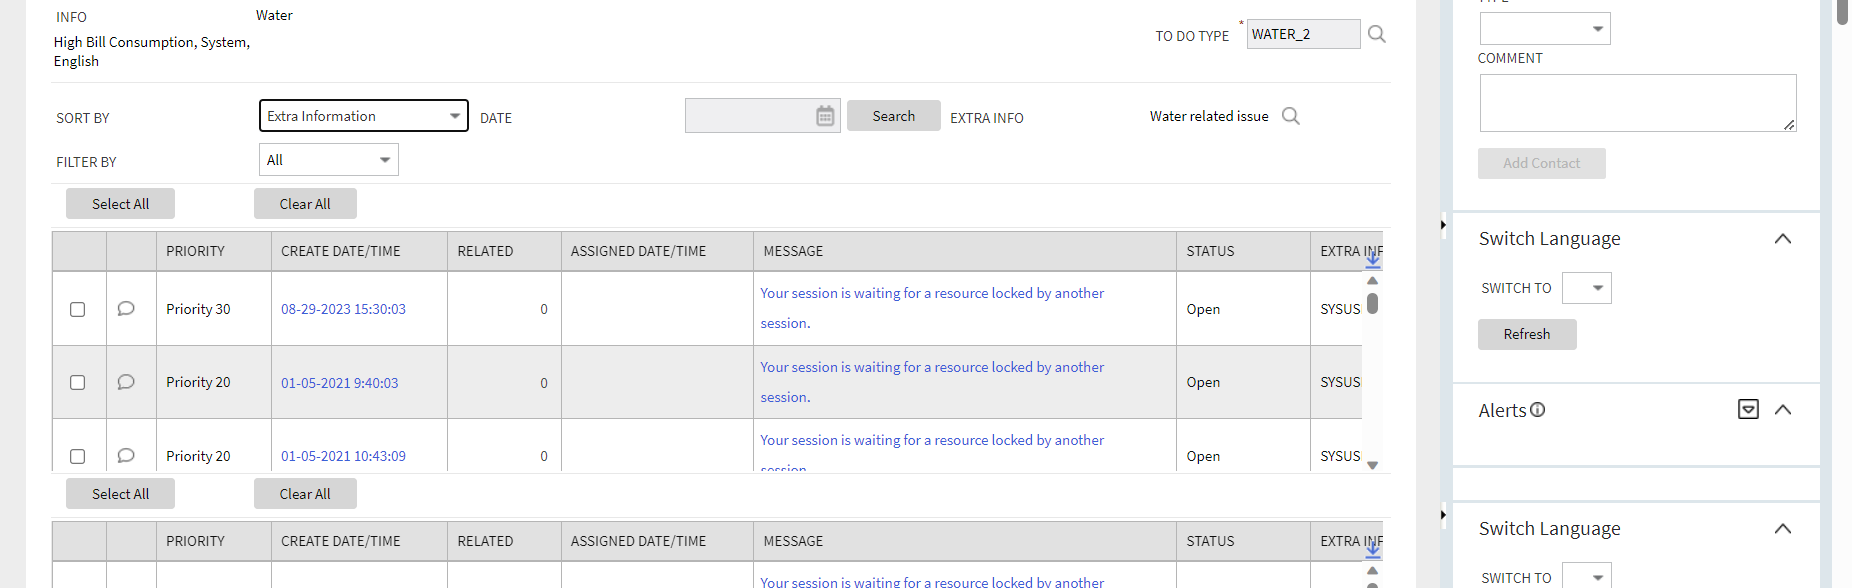 INFO
Water
High Bill Consumption, System,
English
TO DO TYPE * WATER_2
SORT BY Extra Information DATE Search EXTRA INFO Water related issue
FILTER BY All
Select All Clear All
PRIORITY CREATE DATE/TIME RELATED ASSIGNED DATE/TIME MESSAGE STATUS EXTRA INF
Priority 30 08-29-2023 15:30:03 0 Your session is waiting for a resource locked by another
session.
Open SYSUS
Priority 20 01-05-2021 9:40:03 0 Your session is waiting for a resource locked by another
session.
Open SYSUS
Priority 20 01-05-2021 10:43:09 0 Your session is waiting for a resource locked by another
session
Open SYSUS
Select All Clear All
PRIORITY CREATE DATE/TIME RELATED ASSIGNED DATE/TIME MESSAGE STATUS EXTRA INF
Your session is waiting for a resource locked by another
COMMENT
Add Contact
Switch Language
SWITCH TO
Refresh
Alerts
Switch Language
SWITCH TO